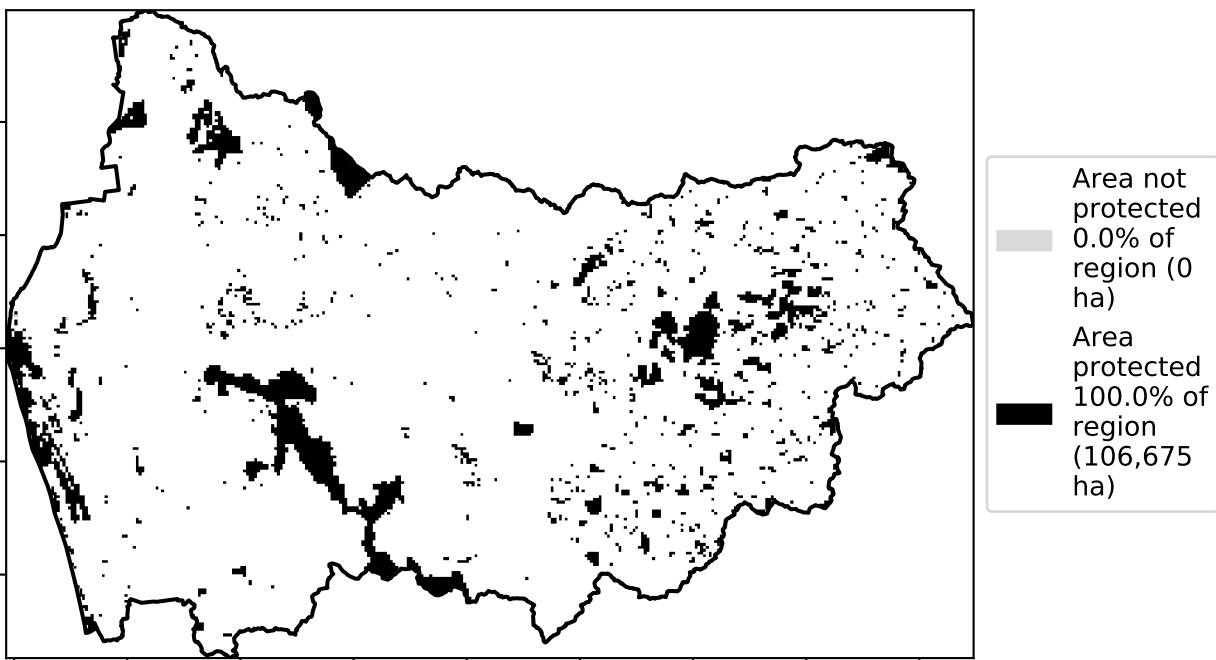 Area not
protected
0.0% of
region (0
ha)
Area
protected
100.0% of
region
(106,675
ha)